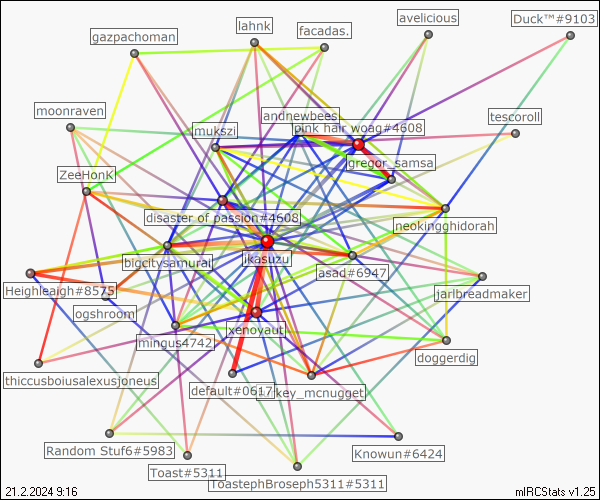 lahnk
avelicious
Duck™#9103
facadas.
gazpachoman
moonraven
andnewbees
tescoroll
mukszi
pink hair woag#4608
gregor_samsa
ZeeHonK
disaster of passion#4608
neokingghidorah
bigcitysamurai
ikasuzu
asad#6947
Heighleaigh#8575
jaribreadmaker
ogshroom
xenoyaut
mingus4742
doggerdig
thiccusboiusalexusjoneus
default#0617
key_mcnugget
Random Stuf6#5983
Knowun#6424
Toast#5311
ToastephBroseph5311#5311
21.2.2024 9:16
mIRCStats v1.25